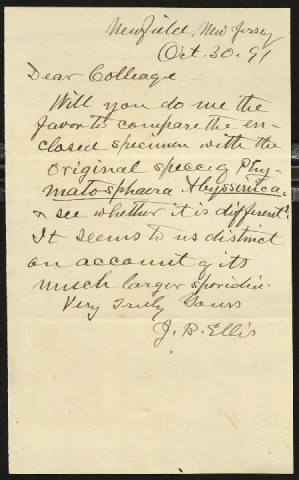 Newfield, New Jersey
Oct. 30. 91
Dear Colleage
Will you do me the
favor to compare the en-
closed specimen with the
original specc of Phy-
matosphaera Abyssinica.
& see whether it is different?
It seems to us distinct
on account of its
much larger sporidia.
Very Truly Yours
J. B. Ellis